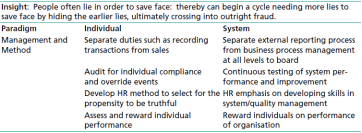 Insight: People often lie in order to save face: thereby can begin a cycle needing more lies to
save face by hiding the earlier lies, ultimately crossing into outright fraud.
Paradigm Individual System
Management and Separate duties such as recording Separate external reporting process
Method transactions from sales from business process management
at all levels to board
Audit for individual compliance Continuous testing of system per-
and override events formance and improvement
Develop HR method to select for the HR emphasis on developing skills in
propensity to be truthful system/quality management
Assess and reward individual Reward individuals on performance
performance of organisation